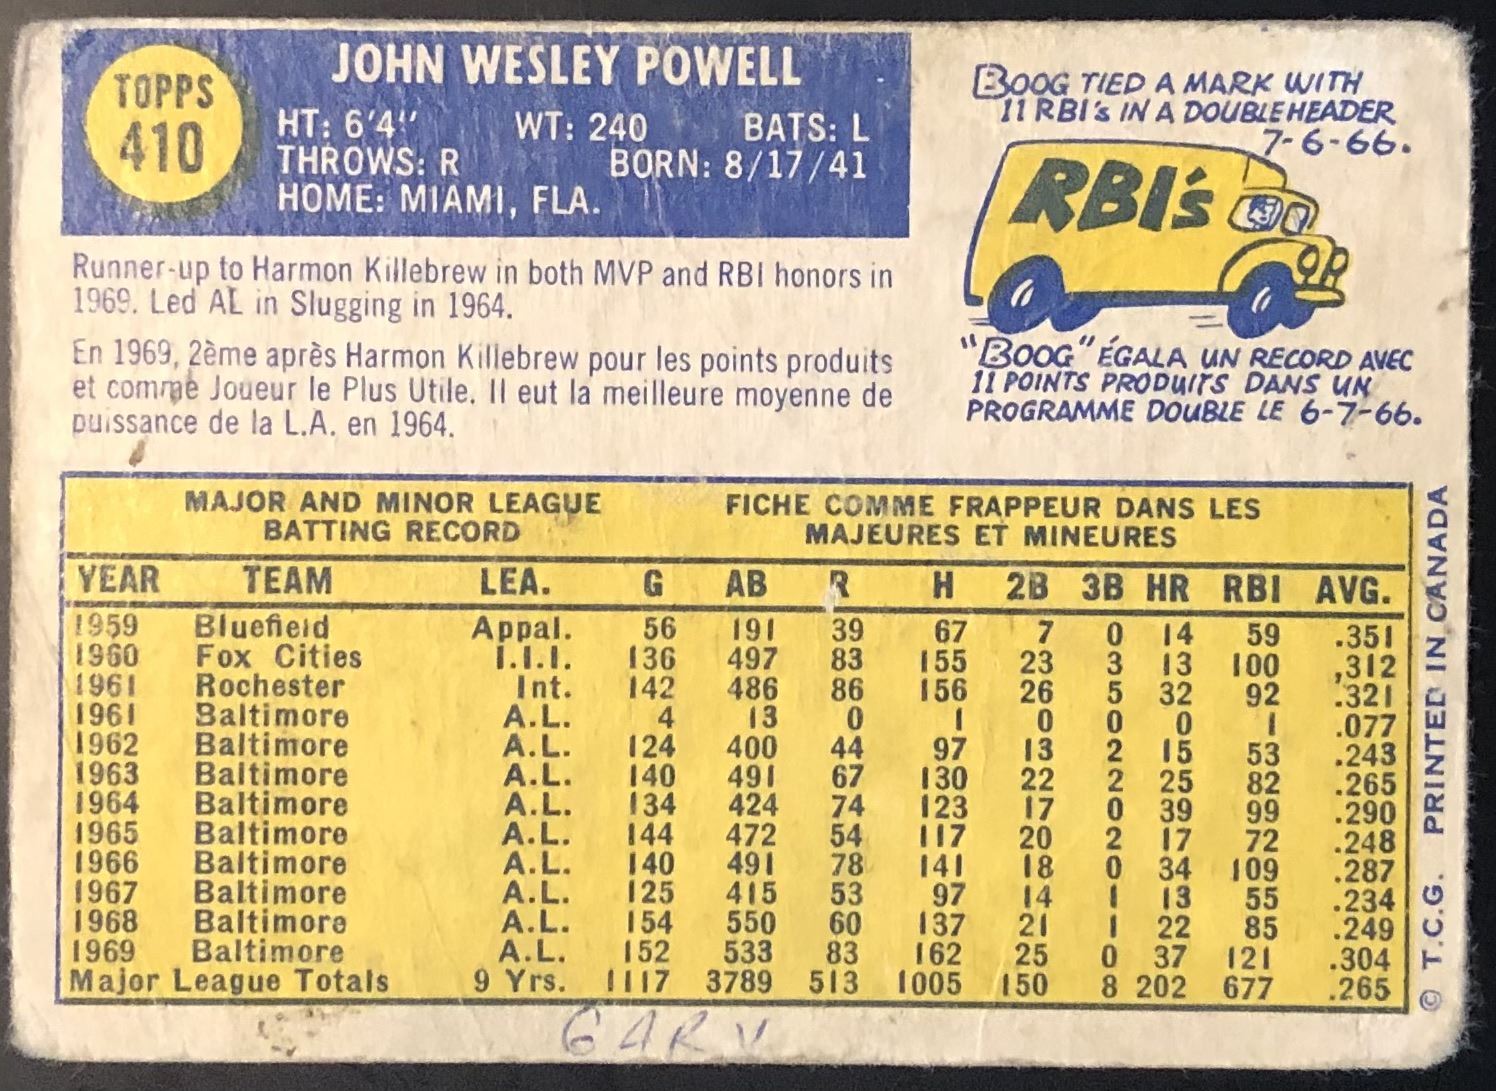 TOPPS
410
JOHN WESLEY POWELL
HT: 6'4" WT: 240 BATS: L
THROWS: R BORN: 8/17/41
HOME: MIAMI, FLA.
BOOG TIED A MARK WITH
11 RBI's IN A DOUBLEHEADER
7-6-66.
RBI's
Runner-up to Harmon Killebrew in both MVP and RBI honors in
1969. Led AL in Slugging in 1964.
En 1969, 2ème après Harmon Killebrew pour les points produits
et comme Joueur le Plus Utile. Il eut la meilleure moyenne de
puissance de la L.A. en 1964.
"BOOG" ÉGALA UN RECORD AVEC
11 POINTS PRODUITS DANS UN
PROGRAMME DOUBLE LE 6-7-66.
MAJOR AND MINOR LEAGUE
BATTING RECORD
FICHE COMME FRAPPEUR DANS LES
MAJEURES ET MINEURES
YEAR TEAM LEA. G AB R H 2B 3B HR RBI AVG.
1959 Bluefield Appal. 56 191 39 67 7 0 14 59 .351
1960 Fox Cities I.I.I. 136 497 83 155 23 3 13 100 ,312
1961 Rochester Int. 142 486 86 156 26 5 32 92 .321
1961 Baltimore A.L. 4 13 0 1 0 0 0 1 .077
1962 Baltimore A.L. 124 400 44 97 13 2 15 53 .243
1963 Baltimore A.L. 140 491 67 130 22 2 25 82 .265
1964 Baltimore A.L. 134 424 74 123 17 0 39 99 .290
1965 Baltimore A.L. 144 472 54 117 20 2 17 72 .248
1966 Baltimore A.L. 140 491 78 141 18 0 34 109 .287
1967 Baltimore A.L. 125 415 53 97 14 1 13 55 .234
1968 Baltimore A.L. 154 550 60 137 21 1 22 85 .249
1969 Baltimore A.L. 152 533 83 162 25 0 37 121 .304
Major League Totals 9 Yrs. 1117 3789 513 1005 150 8 202 677 .265
© T.C.G. PRINTED IN CANADA